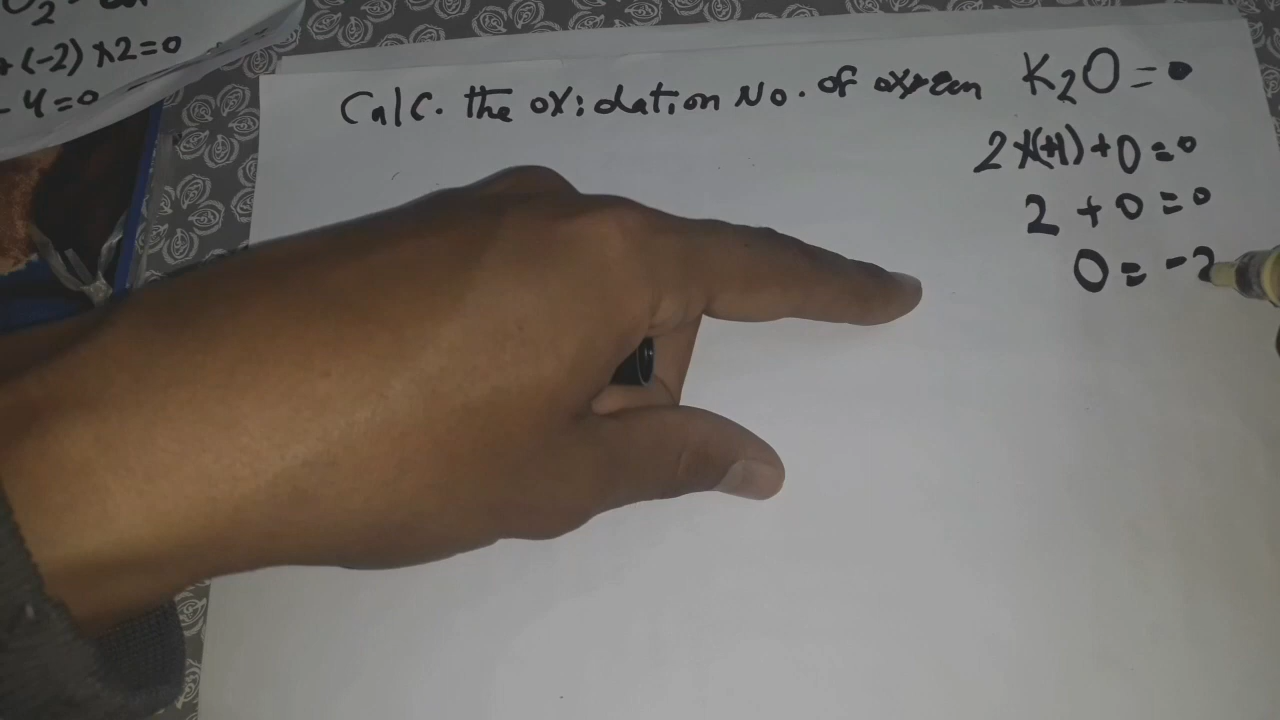 +(-2)×2=0
-4=0
Calc. the oxidation No. of oxygen K₂O=0
2×(+1)+O=0
2+O=0
O=-2